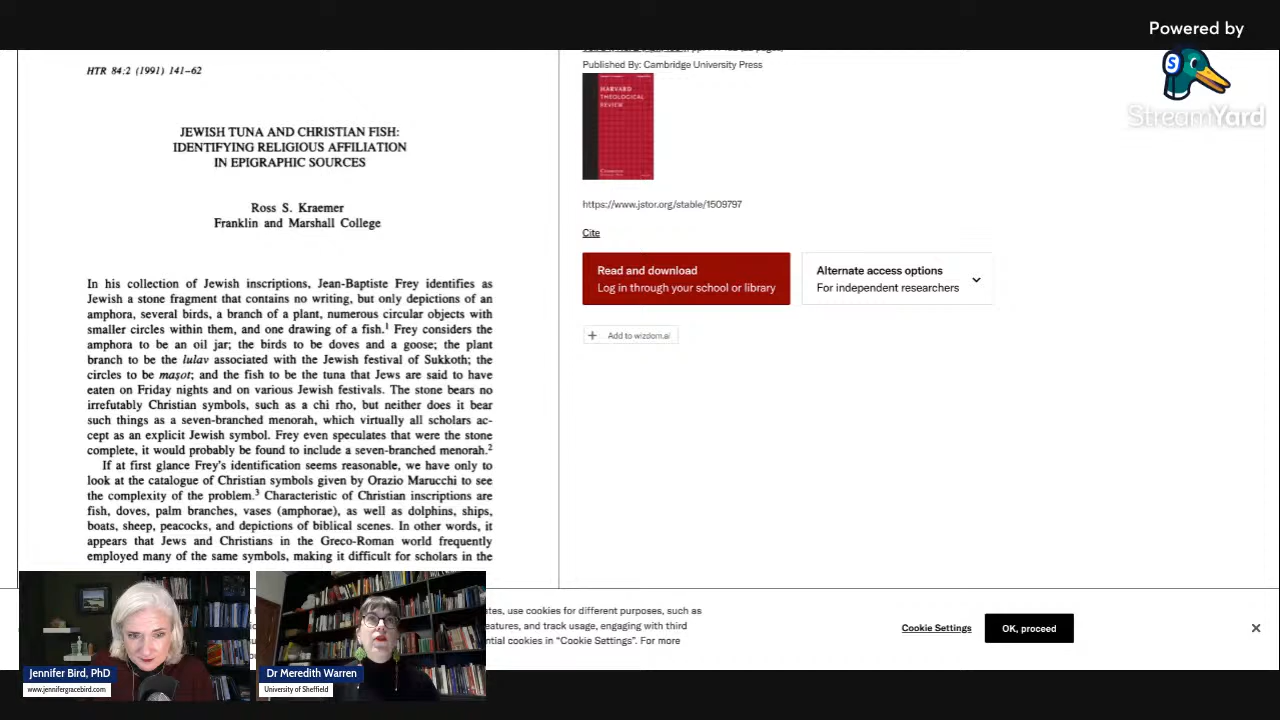 Powered by
StreamYard
HTR 84:2 (1991) 141–62
JEWISH TUNA AND CHRISTIAN FISH:
IDENTIFYING RELIGIOUS AFFILIATION
IN EPIGRAPHIC SOURCES
Ross S. Kraemer
Franklin and Marshall College
In his collection of Jewish inscriptions, Jean-Baptiste Frey identifies as
Jewish a stone fragment that contains no writing, but only depictions of an
amphora, several birds, a branch of a plant, numerous circular objects with
smaller circles within them, and one drawing of a fish.1 Frey considers the
amphora to be an oil jar; the birds to be doves and a goose; the plant
branch to be the lulav associated with the Jewish festival of Sukkoth; the
circles to be maṣot; and the fish to be the tuna that Jews are said to have
eaten on Friday nights and on various Jewish festivals. The stone bears no
irrefutably Christian symbols, such as a chi rho, but neither does it bear
such things as a seven-branched menorah, which virtually all scholars ac-
cept as an explicit Jewish symbol. Frey even speculates that were the stone
complete, it would probably be found to include a seven-branched menorah.2
If at first glance Frey's identification seems reasonable, we have only to
look at the catalogue of Christian symbols given by Orazio Marucchi to see
the complexity of the problem.3 Characteristic of Christian inscriptions are
fish, doves, palm branches, vases (amphorae), as well as dolphins, ships,
boats, sheep, peacocks, and depictions of biblical scenes. In other words, it
appears that Jews and Christians in the Greco-Roman world frequently
employed many of the same symbols, making it difficult for scholars in the
Published By: Cambridge University Press
HARVARD
THEOLOGICAL
REVIEW
https://www.jstor.org/stable/1509797
Cite
Read and download
Log in through your school or library
Alternate access options
For independent researchers
+ Add to wizdom.ai
use cookies for different purposes, such as
features, and track usage, engaging with third
cookies in “Cookie Settings”. For more
Cookie Settings
OK, proceed
Jennifer Bird, PhD
www.jennifergracebird.com
Dr Meredith Warren
University of Sheffield